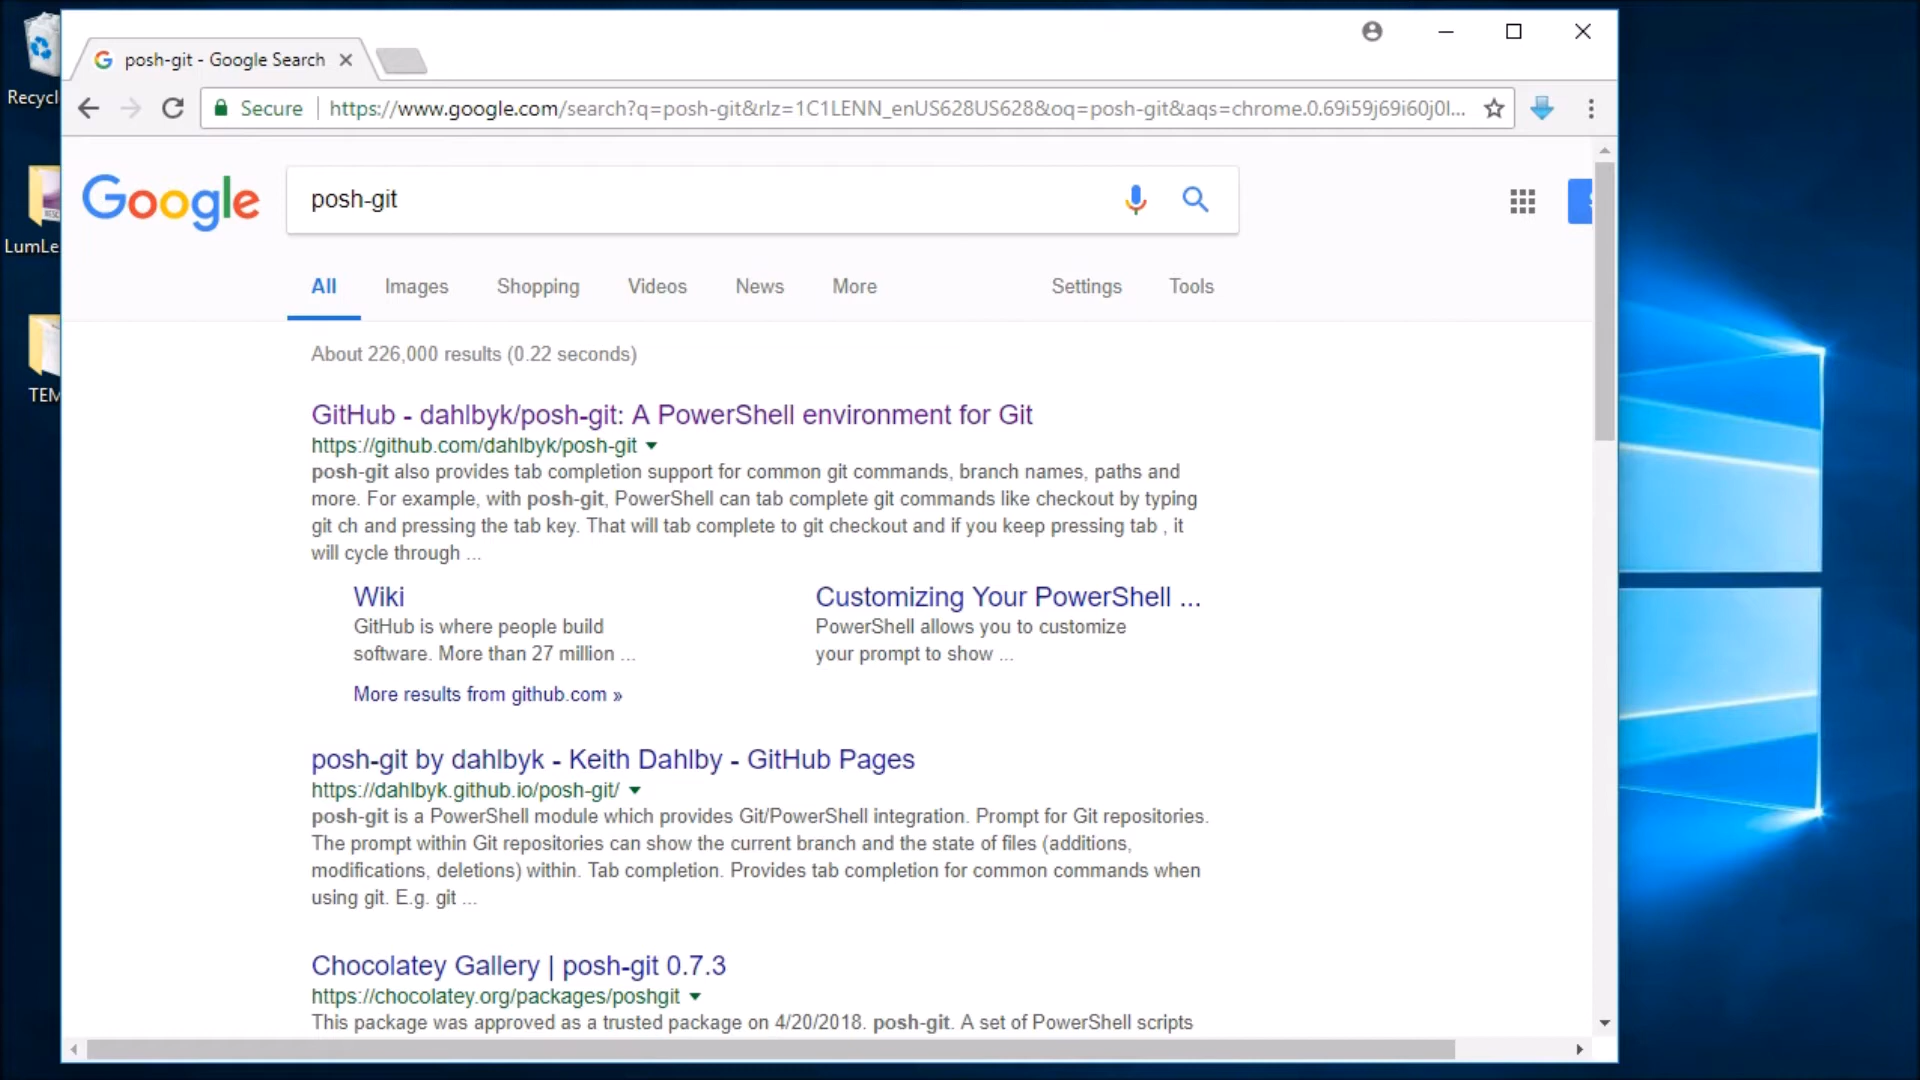 posh-git - Google Search
Secure https://www.google.com/search?q=posh-git&rlz=1C1LENN_enUS628US628&oq=posh-git&aqs=chrome.0.69i59j69i60j0l...
Recycl
LumLe
TEM
Google
posh-git
All Images Shopping Videos News More Settings Tools
About 226,000 results (0.22 seconds)
GitHub - dahlbyk/posh-git: A PowerShell environment for Git
https://github.com/dahlbyk/posh-git
posh-git also provides tab completion support for common git commands, branch names, paths and
more. For example, with posh-git, PowerShell can tab complete git commands like checkout by typing
git ch and pressing the tab key. That will tab complete to git checkout and if you keep pressing tab , it
will cycle through ...
Wiki
GitHub is where people build
software. More than 27 million ...
Customizing Your PowerShell ...
PowerShell allows you to customize
your prompt to show ...
More results from github.com »
posh-git by dahlbyk - Keith Dahlby - GitHub Pages
https://dahlbyk.github.io/posh-git/
posh-git is a PowerShell module which provides Git/PowerShell integration. Prompt for Git repositories.
The prompt within Git repositories can show the current branch and the state of files (additions,
modifications, deletions) within. Tab completion. Provides tab completion for common commands when
using git. E.g. git ...
Chocolatey Gallery | posh-git 0.7.3
https://chocolatey.org/packages/poshgit
This package was approved as a trusted package on 4/20/2018. posh-git. A set of PowerShell scripts